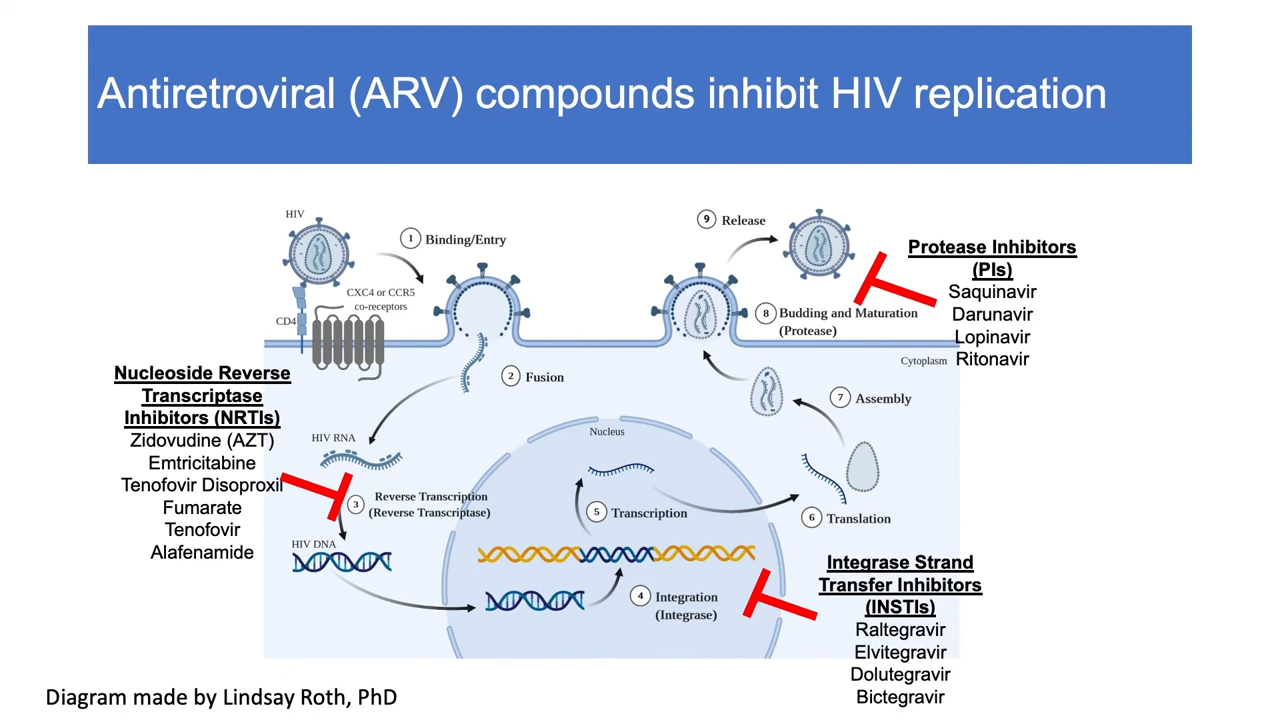 Antiretroviral (ARV) compounds inhibit HIV replication
HIV
1 Binding/Entry
CXC4 or CCR5
co-receptors
CD4
2 Fusion
HIV RNA
3 Reverse Transcription
(Reverse Transcriptase)
HIV DNA
Nucleus
4 Integration
(Integrase)
5 Transcription
6 Translation
7 Assembly
Cytoplasm
8 Budding and Maturation
(Protease)
9 Release
Nucleoside Reverse
Transcriptase
Inhibitors (NRTIs)
Zidovudine (AZT)
Emtricitabine
Tenofovir Disoproxil
Fumarate
Tenofovir
Alafenamide
Protease Inhibitors
(PIs)
Saquinavir
Darunavir
Lopinavir
Ritonavir
Integrase Strand
Transfer Inhibitors
(INSTIs)
Raltegravir
Elvitegravir
Dolutegravir
Bictegravir
Diagram made by Lindsay Roth, PhD